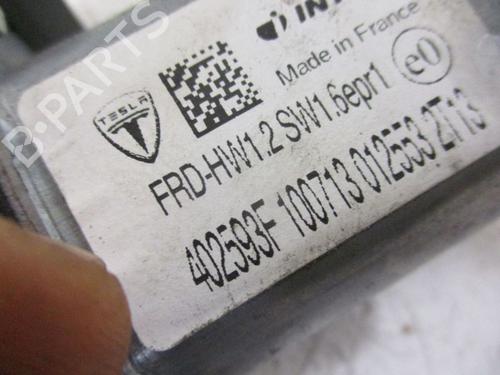 TESLA
Made in France
e0
FRD-HW1.2 SW1.6epr1
402593F 100713 012553 2T13
B-PARTS